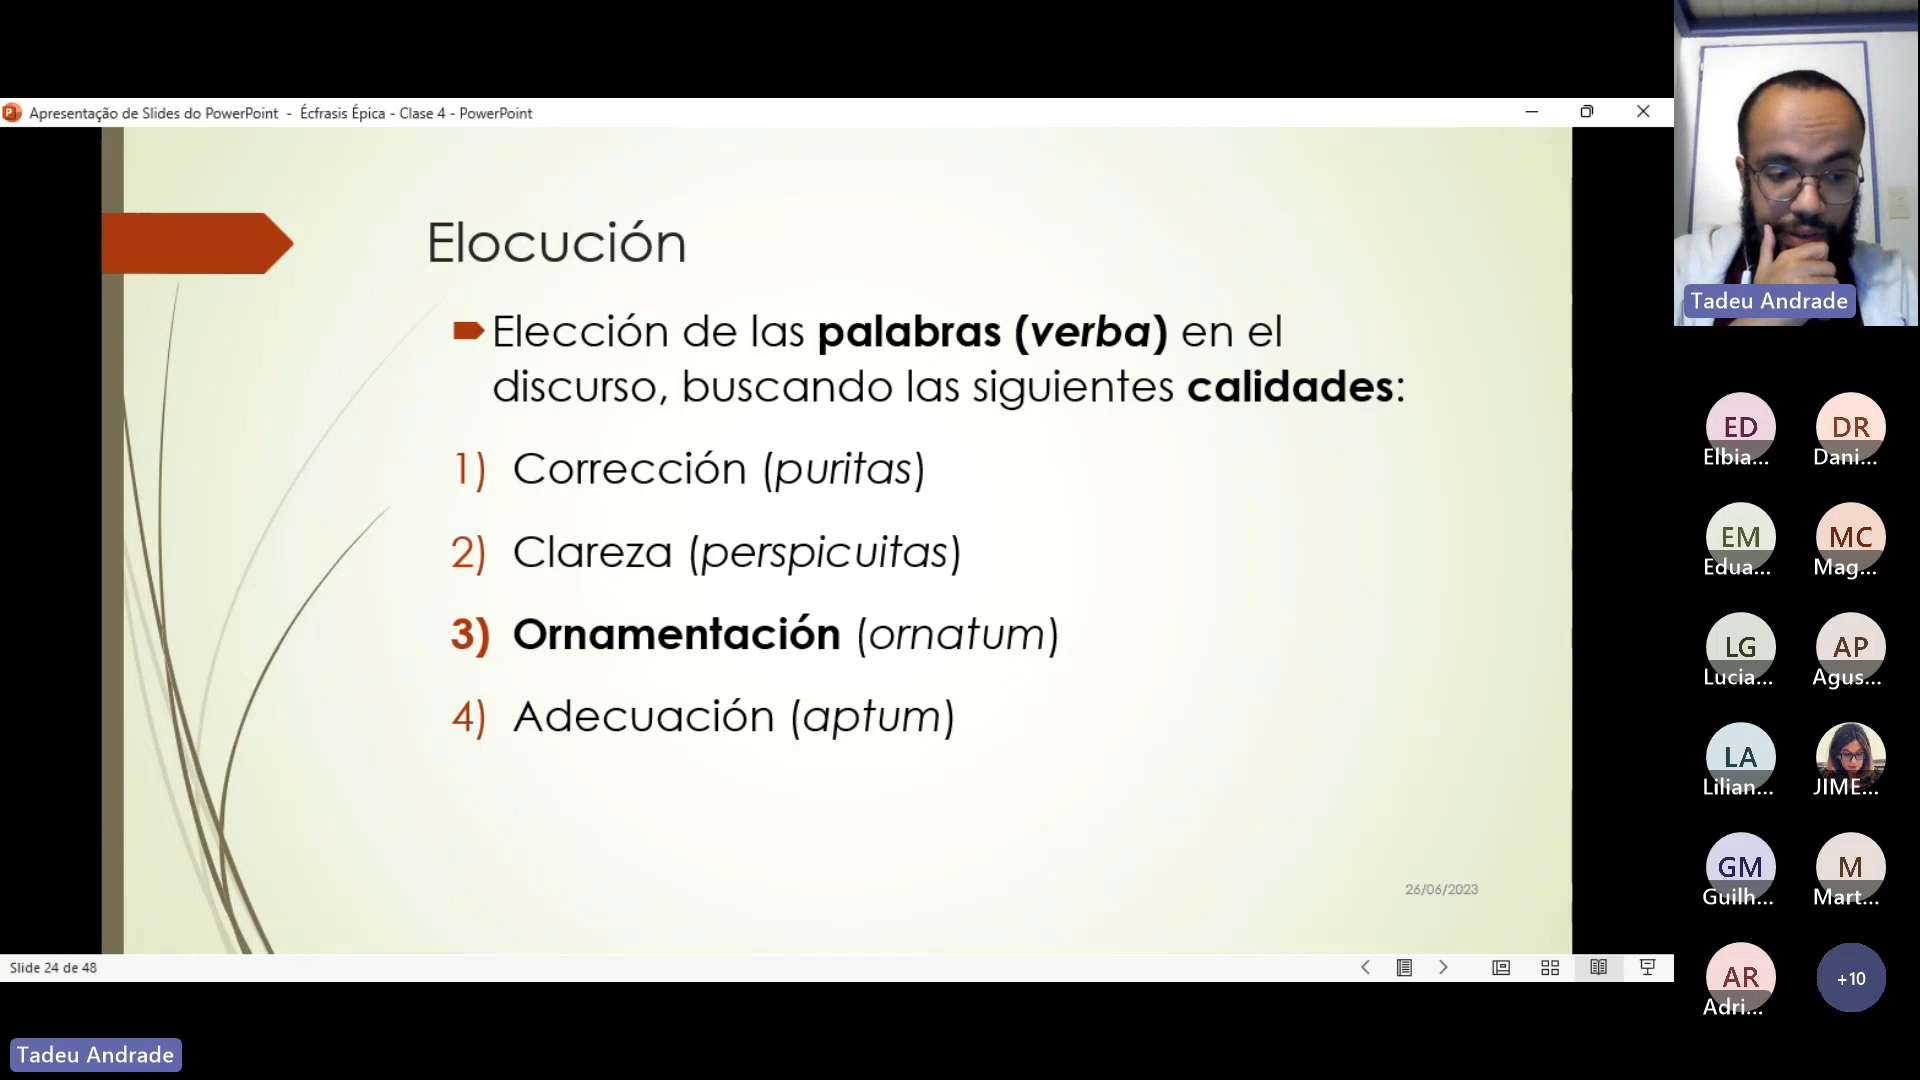 Apresentação de Slides do PowerPoint - Écfrasis Épica - Clase 4 - PowerPoint
Elocución
Elección de las palabras (verba) en el
discurso, buscando las siguientes calidades:
1) Corrección (puritas)
2) Clareza (perspicuitas)
3) Ornamentación (ornatum)
4) Adecuación (aptum)
26/06/2023
Slide 24 de 48
Tadeu Andrade
Tadeu Andrade
ED
Elbia...
DR
Dani...
EM
Edua...
MC
Mag...
LG
Lucia...
AP
Agus...
LA
Lilian...
JIME...
GM
Guilh...
M
Mart...
AR
Adri...
+10